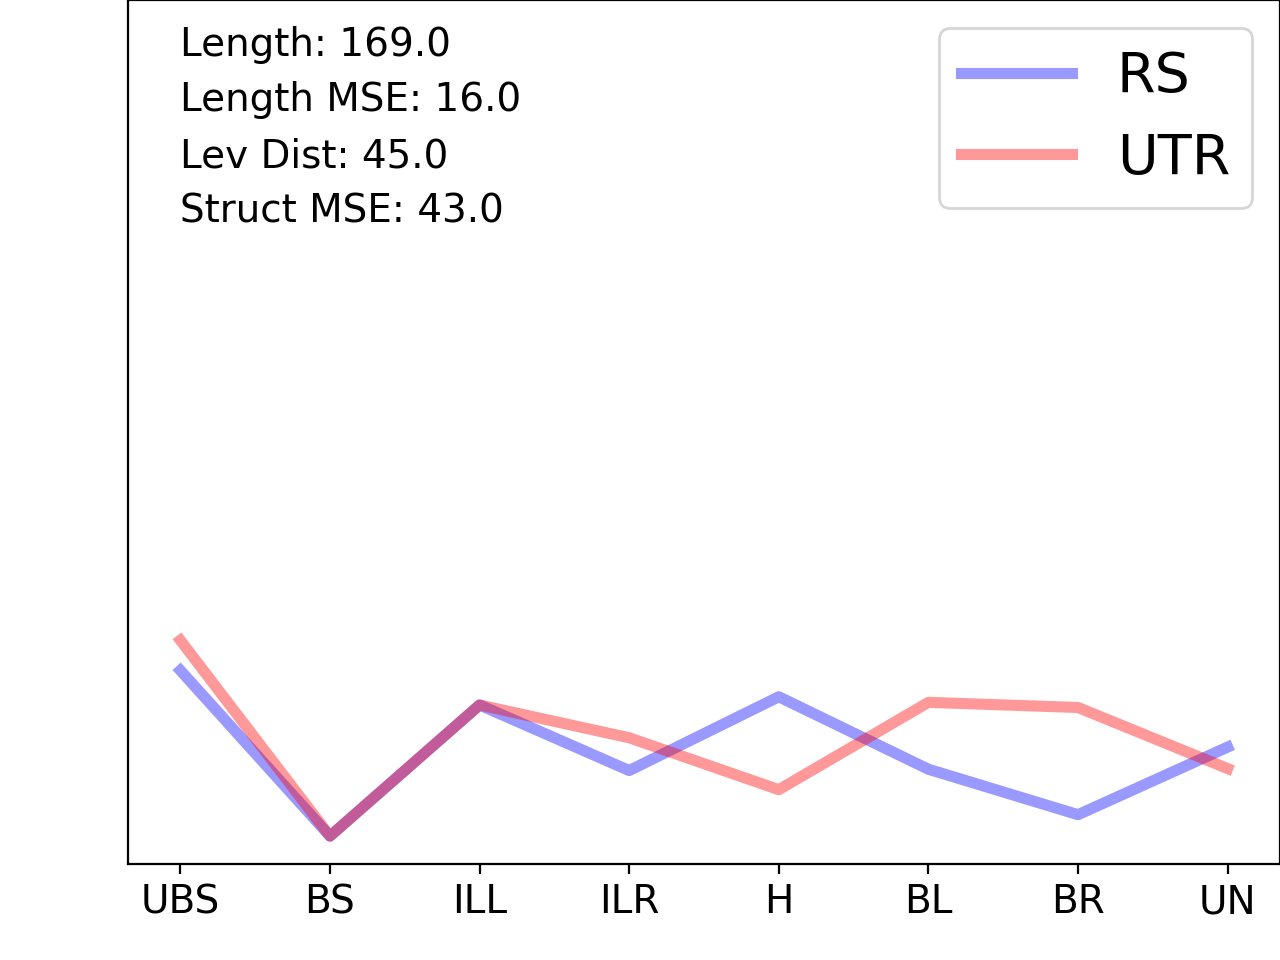 Length: 169.0
Length MSE: 16.0
Lev Dist: 45.0
Struct MSE: 43.0
RS
UTR
UBS BS ILL ILR H BL BR UN